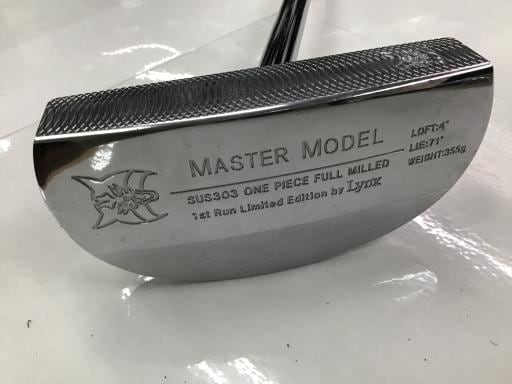 MASTER MODEL
SUS303 ONE PIECE FULL MILLED
1st Run Limited Edition by Lynx
LOFT:4°
LIE:71°
WEIGHT:355g